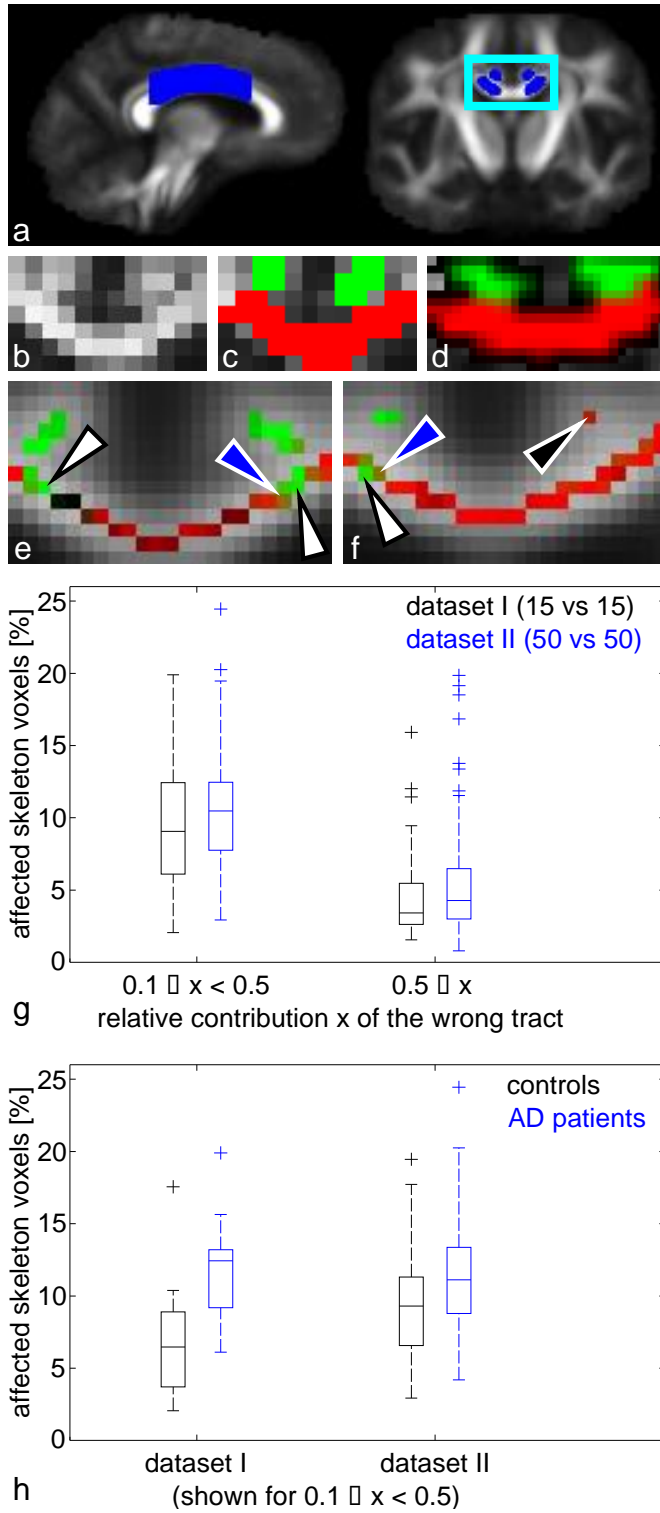 a
b
c
d
e
f
affected skeleton voxels [%]
25
20
15
10
5
0
dataset I (15 vs 15)
dataset II (50 vs 50)
0.1 ▯ x < 0.5
0.5 ▯ x
relative contribution x of the wrong tract
g
affected skeleton voxels [%]
25
20
15
10
5
0
controls
AD patients
dataset I
dataset II
(shown for 0.1 ▯ x < 0.5)
h